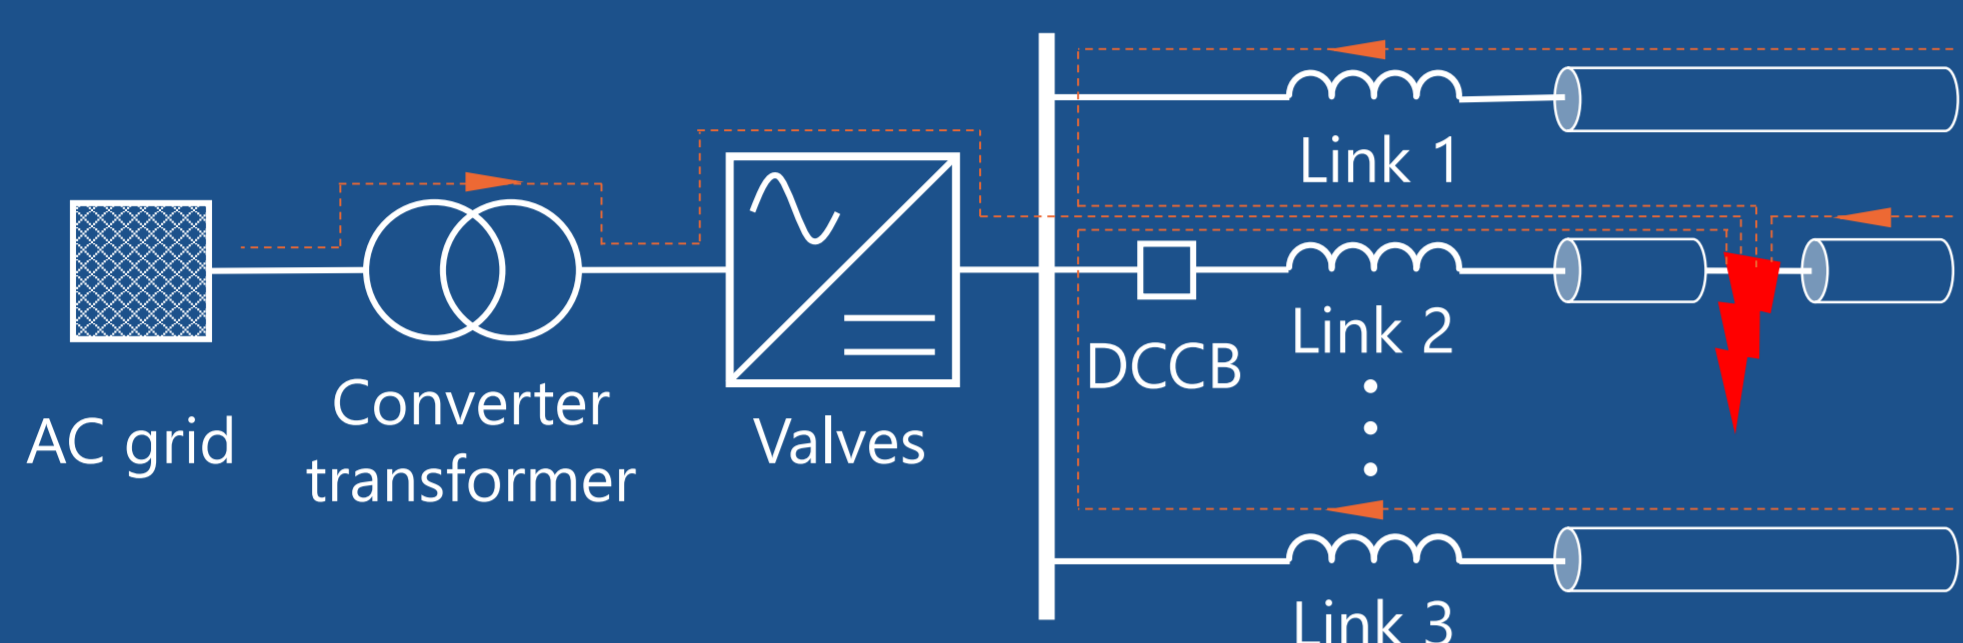 AC grid
Converter
transformer
Valves
DCCB
Link 1
Link 2
Link 3